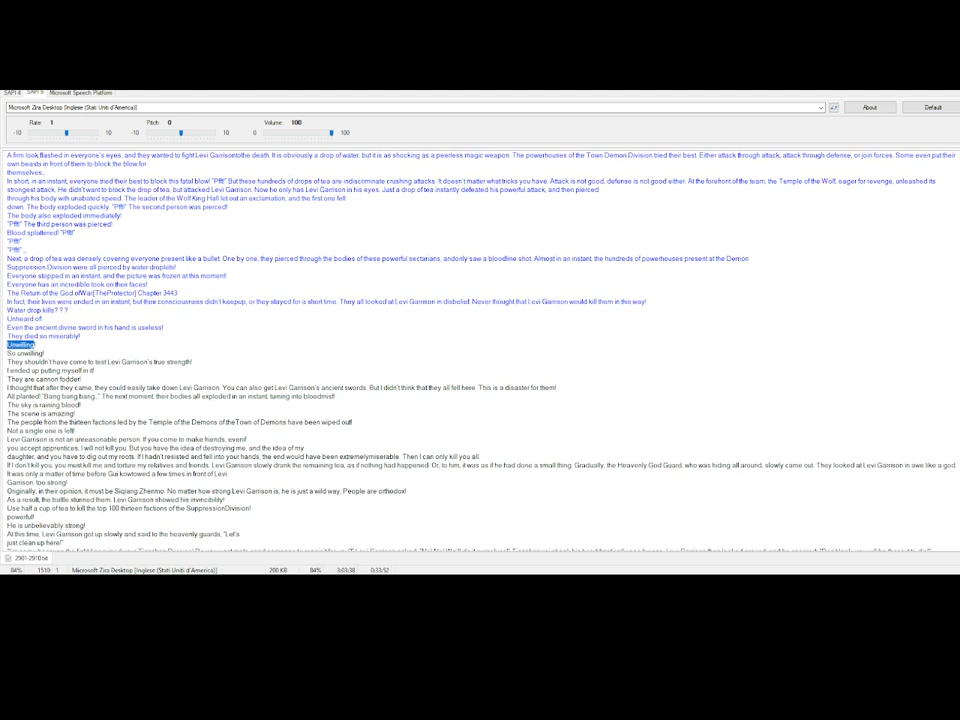 SAPI 4 SAPI 5 Microsoft Speech Platform
Microsoft Zira Desktop [Inglese (Stati Uniti d'America)]
About
Default
Rate: 1 Pitch: 0 Volume: 100
-10 10 -10 10 0 100
A firm look flashed in everyone's eyes, and they wanted to fight Levi Garrisontothe death. It is obviously a drop of water, but it is as shocking as a peerless magic weapon. The powerhouses of the Town Demon Division tried their best. Either attack through attack, attack through defense, or join forces. Some even put their
own beasts in front of them to block the blow for
themselves..
In short, in an instant, everyone tried their best to block this fatal blow! "Pfft!" But these hundreds of drops of tea are indiscriminate crushing attacks. It doesn't matter what tricks you have. Attack is not good, defense is not good either. At the forefront of the team, the Temple of the Wolf, eager for revenge, unleashed its
strongest attack. He didn't want to block the drop of tea, but attacked Levi Garrison. Now he only has Levi Garrison in his eyes. Just a drop of tea instantly defeated his powerful attack, and then pierced
through his body with unabated speed. The leader of the Wolf King Hall let out an exclamation, and the first one fell
down. The body exploded quickly. "Pfft!" The second person was pierced!
The body also exploded immediately!
"Pfft!" The third person was pierced!
Blood splattered! "Pfft!"
"Pfft!"
"Pfft!" ..
Next, a drop of tea was densely covering everyone present like a bullet. One by one, they pierced through the bodies of these powerful sectarians, andonly saw a bloodline shot. Almost in an instant, the hundreds of powerhouses present at the Demon
Suppression Division were all pierced by water droplets!
Everyone stopped in an instant, and the picture was frozen at this moment!
Everyone has an incredible look on their faces!
The Return of the God ofWar[TheProtector] Chapter 3443
In fact, their lives were ended in an instant, but their consciousness didn't keepup, or they stayed for a short time. They all looked at Levi Garrison in disbelief. Never thought that Levi Garrison would kill them in this way!
Water drop kills? ? ?
Unheard of!
Even the ancient divine sword in his hand is useless!
They died so miserably!
Unwilling
So unwilling!
They shouldn't have come to test Levi Garrison's true strength!
I ended up putting myself in it!
They are cannon fodder!
I thought that after they came, they could easily take down Levi Garrison. You can also get Levi Garrison's ancient swords. But I didn't think that they all fell here. This is a disaster for them!
All planted! "Bang bang bang.." The next moment, their bodies all exploded in an instant, turning into bloodmist!
The sky is raining blood!
The scene is amazing!
The people from the thirteen factions led by the Temple of the Demons of theTown of Demons have been wiped out!
Not a single one is left!
Levi Garrison is not an unreasonable person. If you come to make friends, evenif
you accept apprentices, I will not kill you. But you have the idea of destroying me, and the idea of my
daughter, and you have to dig out my roots. If I hadn't resisted and fell into your hands, the end would have been extremelymiserable. Then I can only kill you all.
If I don't kill you, you must kill me and torture my relatives and friends. Levi Garrison slowly drank the remaining tea, as if nothing had happened. Or, to him, it was as if he had done a small thing. Gradually, the Heavenly God Guard, who was hiding all around, slowly came out. They looked at Levi Garrison in awe like a god
It was only a matter of time before Gui kowtowed a few times in front of Levi
Garrison. too strong!
Originally, in their opinion, it must be Siqiang Zhenmo. No matter how strong Levi Garrison is, he is just a wild way. People are orthodox!
As a result, the battle stunned them. Levi Garrison showed his invincibility!
Use half a cup of tea to kill the top 100 thirteen factions of the SuppressionDivision!
powerful!
He is unbelievably strong!
At this time, Levi Garrison got up slowly and said to the heavenly guards, "Let's
just clean up here!"
2901-2910.txt
84% 1510: 1 Microsoft Zira Desktop [Inglese (Stati Uniti d'America)] 200 KB 84% 3:03:38 0:33:52